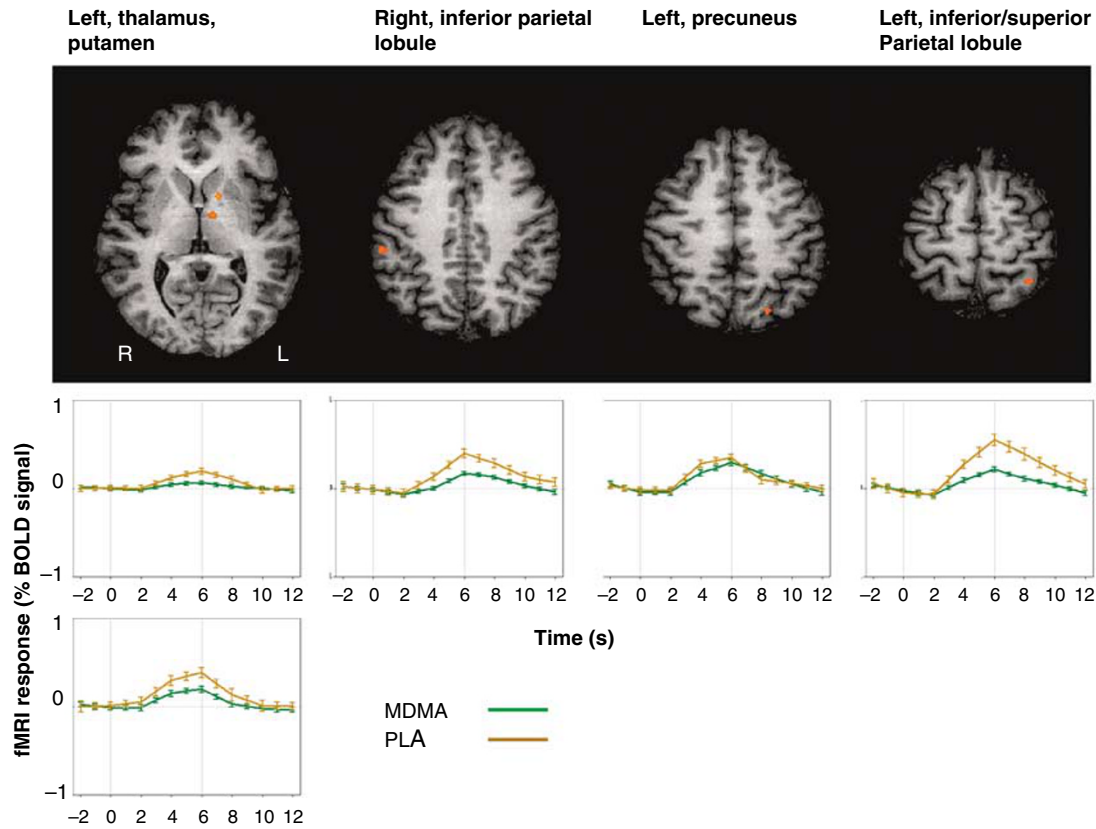 Left, thalamus,
putamen
Right, inferior parietal
lobule
Left, precuneus
Left, inferior/superior
Parietal lobule
R
L
fMRI response (% BOLD signal)
1
0
−1
−2 0 2 4 6 8 10 12
−2 0 2 4 6 8 10 12
−2 0 2 4 6 8 10 12
−2 0 2 4 6 8 10 12
Time (s)
1
0
−1
−2 0 2 4 6 8 10 12
MDMA
PLA